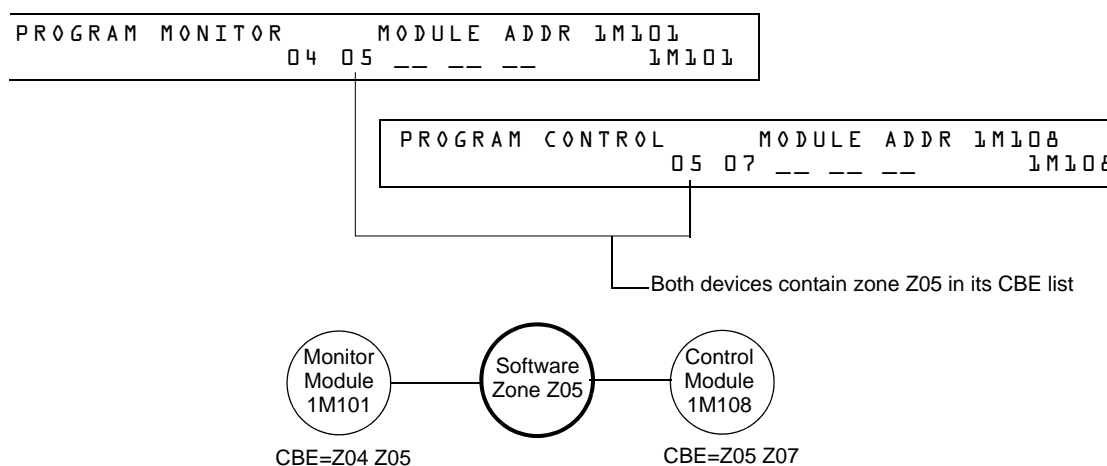 PROGRAM MONITOR MODULE ADDR 1M101
04 05 __ __ __ 1M101
PROGRAM CONTROL MODULE ADDR 1M108
05 07 __ __ __ 1M108
Both devices contain zone Z05 in its CBE list
Monitor
Module
1M101
Software
Zone Z05
Control
Module
1M108
CBE=Z04 Z05
CBE=Z05 Z07